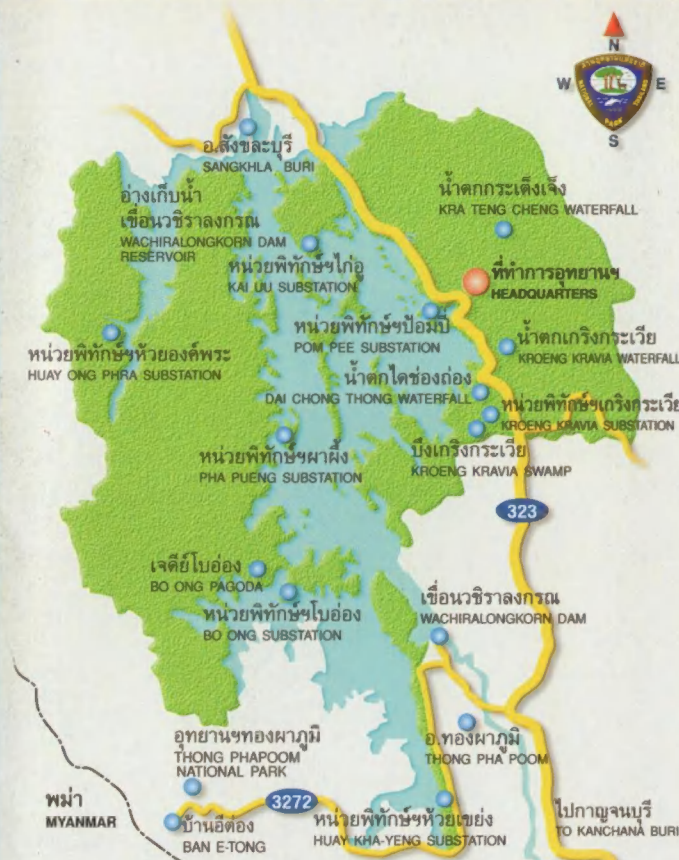 N
W
E
S
NATIONAL PARK THAILAND
อ.สังขละบุรี
SANGKHLA BURI
อ่างเก็บน้ำ
เขื่อนวชิราลงกรณ
WACHIRALONGKORN DAM
RESERVOIR
น้ำตกกระเต็งเจ็ง
KRA TENG CHENG WATERFALL
หน่วยพิทักษ์ฯไก่อู
KAI UU SUBSTATION
ที่ทำการอุทยานฯ
HEADQUARTERS
หน่วยพิทักษ์ฯป้อมปี่
POM PEE SUBSTATION
หน่วยพิทักษ์ฯห้วยองค์พระ
HUAY ONG PHRA SUBSTATION
น้ำตกเกริงกระเวีย
KROENG KRAVIA WATERFALL
น้ำตกไดช่องถ่อง
DAI CHONG THONG WATERFALL
หน่วยพิทักษ์ฯเกริงกระเวีย
KROENG KRAVIA SUBSTATION
หน่วยพิทักษ์ฯผาผึ้ง
PHA PUENG SUBSTATION
บึงเกริงกระเวีย
KROENG KRAVIA SWAMP
323
เจดีย์โบอ่อง
BO ONG PAGODA
หน่วยพิทักษ์ฯโบอ่อง
BO ONG SUBSTATION
เขื่อนวชิราลงกรณ
WACHIRALONGKORN DAM
อุทยานฯทองผาภูมิ
THONG PHAPOOM
NATIONAL PARK
อ.ทองผาภูมิ
THONG PHA POOM
พม่า
MYANMAR
3272
บ้านอีต่อง
BAN E-TONG
หน่วยพิทักษ์ฯห้วยเขย่ง
HUAY KHA-YENG SUBSTATION
ไปกาญจนบุรี
TO KANCHANA BURI